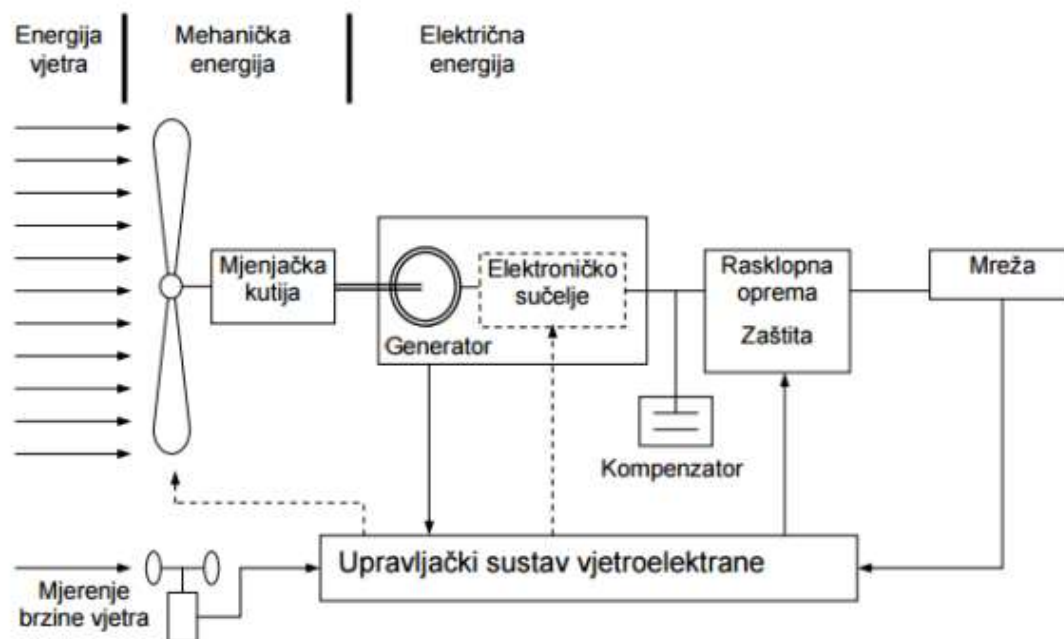 Energija
vjetra
Mehanička
energija
Električna
energija
Mjenjačka
kutija
Generator
Elektroničko
sučelje
Rasklopna
oprema
Zaštita
Mreža
Kompenzator
Upravljački sustav vjetroelektrane
Mjerenje
brzine vjetra